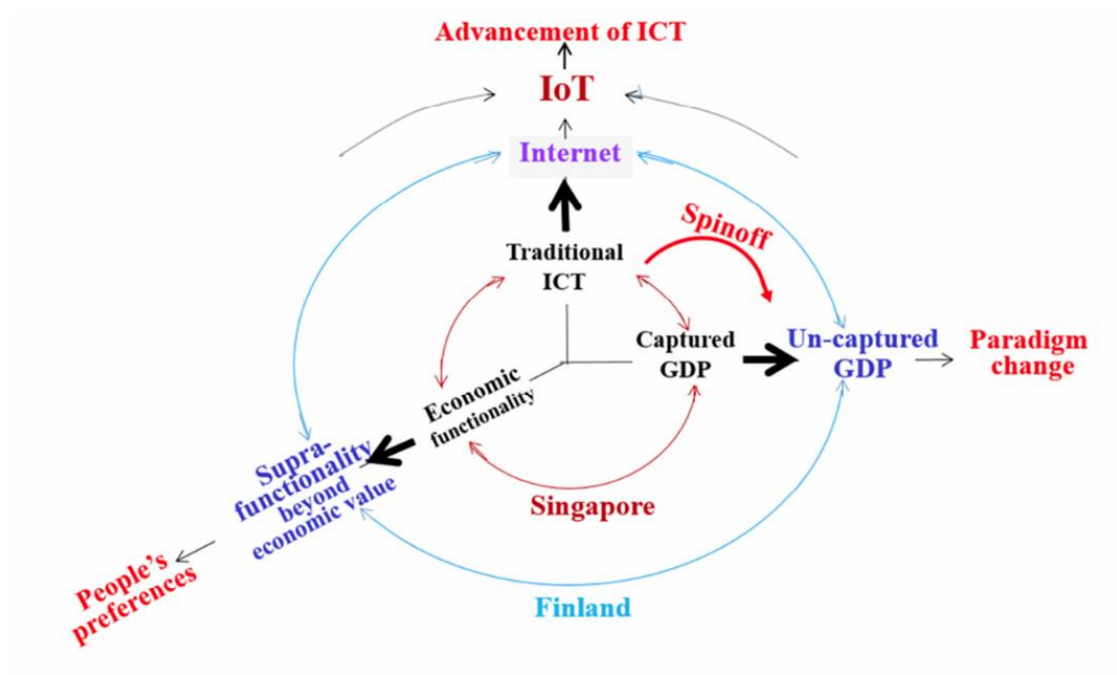 Advancement of ICT
IoT
Internet
Spinoff
Traditional
ICT
Captured
GDP
Un-captured
GDP
Paradigm
change
Economic
functionality
Supra-
functionality
beyond
economic value
Singapore
People's
preferences
Finland